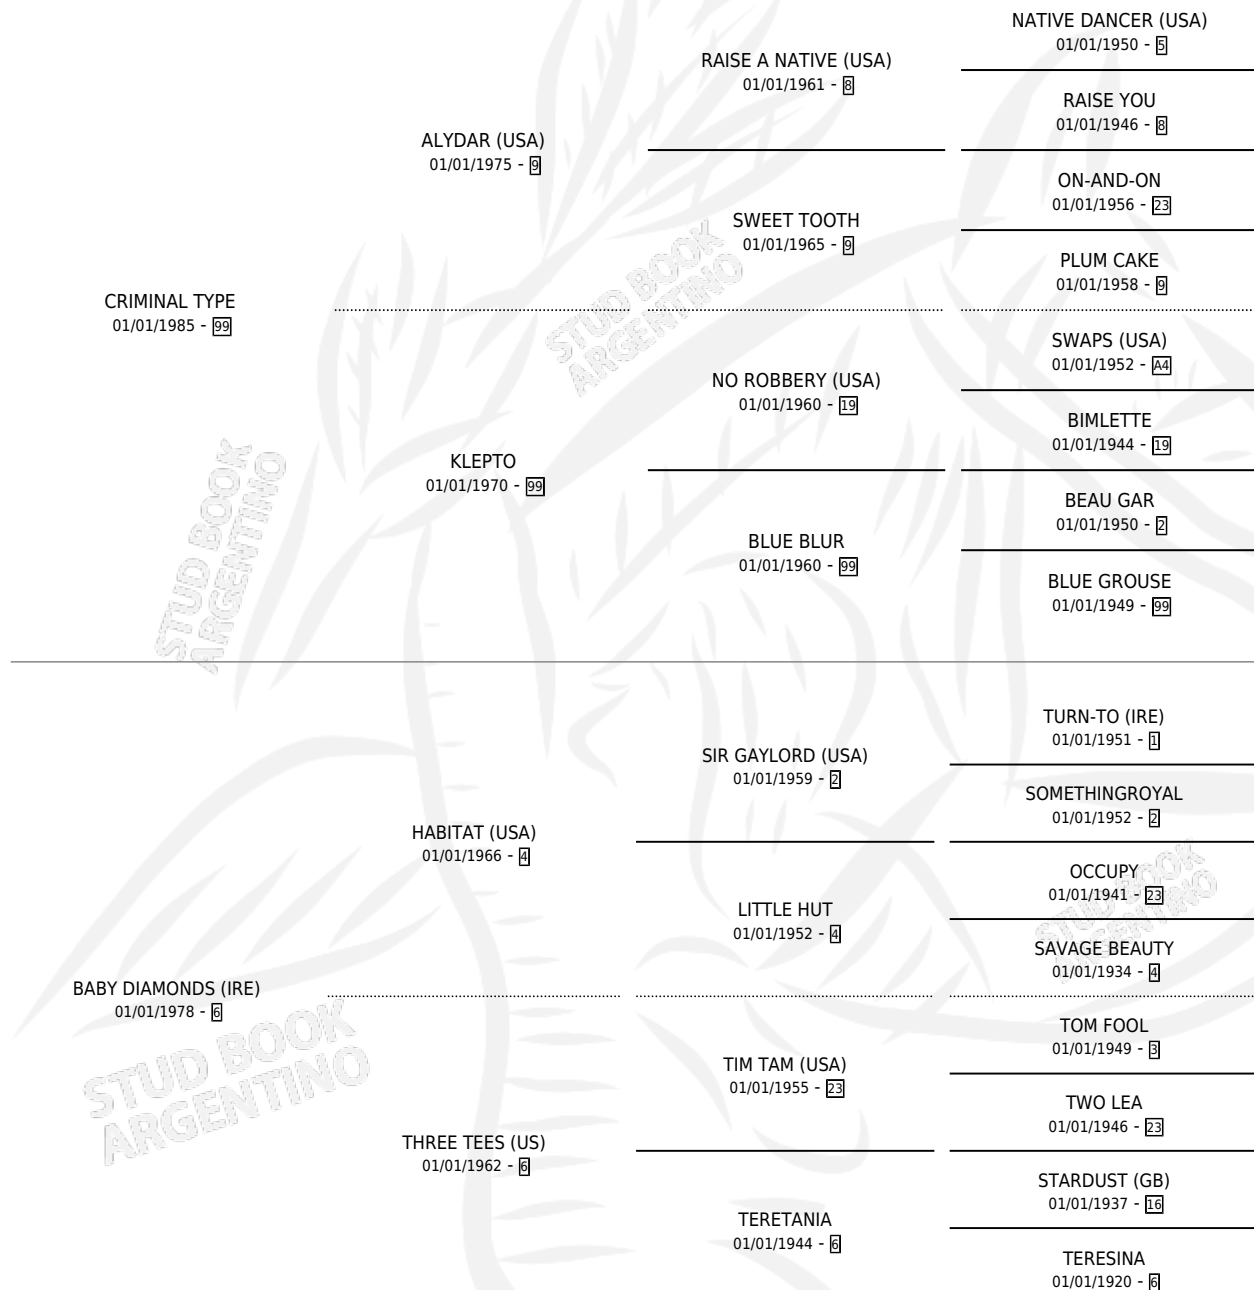 NATIVE DANCER (USA)
01/01/1950 - 5
RAISE A NATIVE (USA)
01/01/1961 - 8
RAISE YOU
01/01/1946 - 8
ALYDAR (USA)
01/01/1975 - 9
ON-AND-ON
01/01/1956 - 23
SWEET TOOTH
01/01/1965 - 9
PLUM CAKE
01/01/1958 - 9
CRIMINAL TYPE
01/01/1985 - 99
SWAPS (USA)
01/01/1952 - A4
NO ROBBERY (USA)
01/01/1960 - 19
BIMLETTE
01/01/1944 - 19
KLEPTO
01/01/1970 - 99
BEAU GAR
01/01/1950 - 2
BLUE BLUR
01/01/1960 - 99
BLUE GROUSE
01/01/1949 - 99
TURN-TO (IRE)
01/01/1951 - 1
SIR GAYLORD (USA)
01/01/1959 - 2
SOMETHINGROYAL
01/01/1952 - 2
HABITAT (USA)
01/01/1966 - 4
OCCUPY
01/01/1941 - 23
LITTLE HUT
01/01/1952 - 4
SAVAGE BEAUTY
01/01/1934 - 4
BABY DIAMONDS (IRE)
01/01/1978 - 6
TOM FOOL
01/01/1949 - 3
TIM TAM (USA)
01/01/1955 - 23
TWO LEA
01/01/1946 - 23
THREE TEES (US)
01/01/1962 - 6
STARDUST (GB)
01/01/1937 - 16
TERETANIA
01/01/1944 - 6
TERESINA
01/01/1920 - 6
STUD BOOK
ARGENTINO
STUD BOOK
ARGENTINO
STUD BOOK
ARGENTINO
STUD BOOK
ARGENTINO